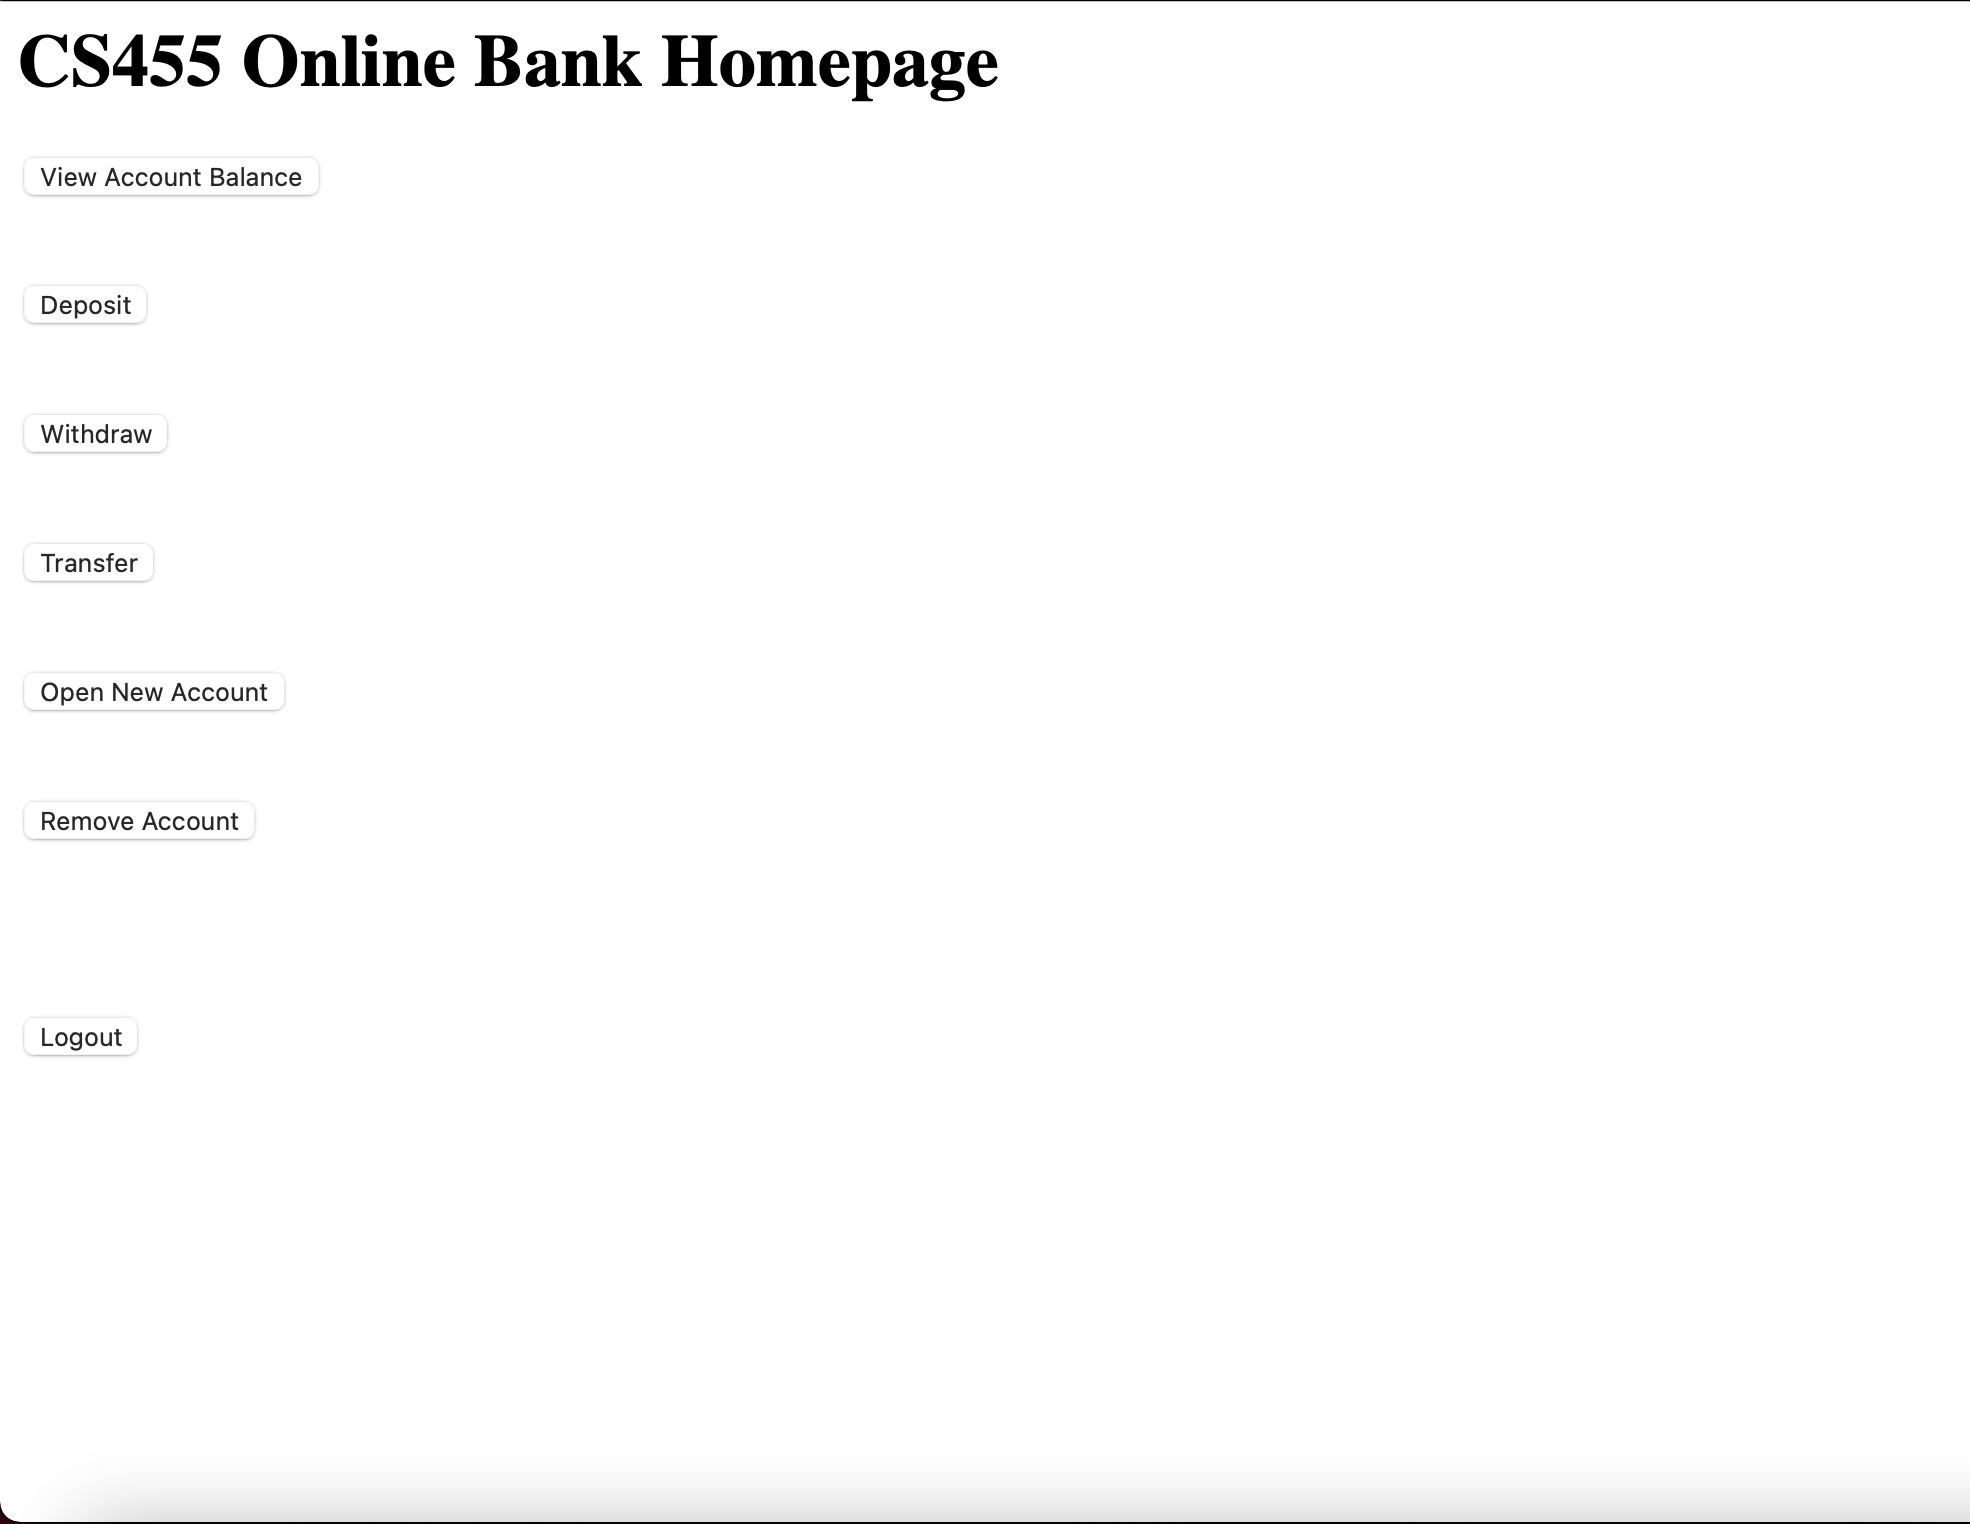 CS455 Online Bank Homepage
View Account Balance
Deposit
Withdraw
Transfer
Open New Account
Remove Account
Logout